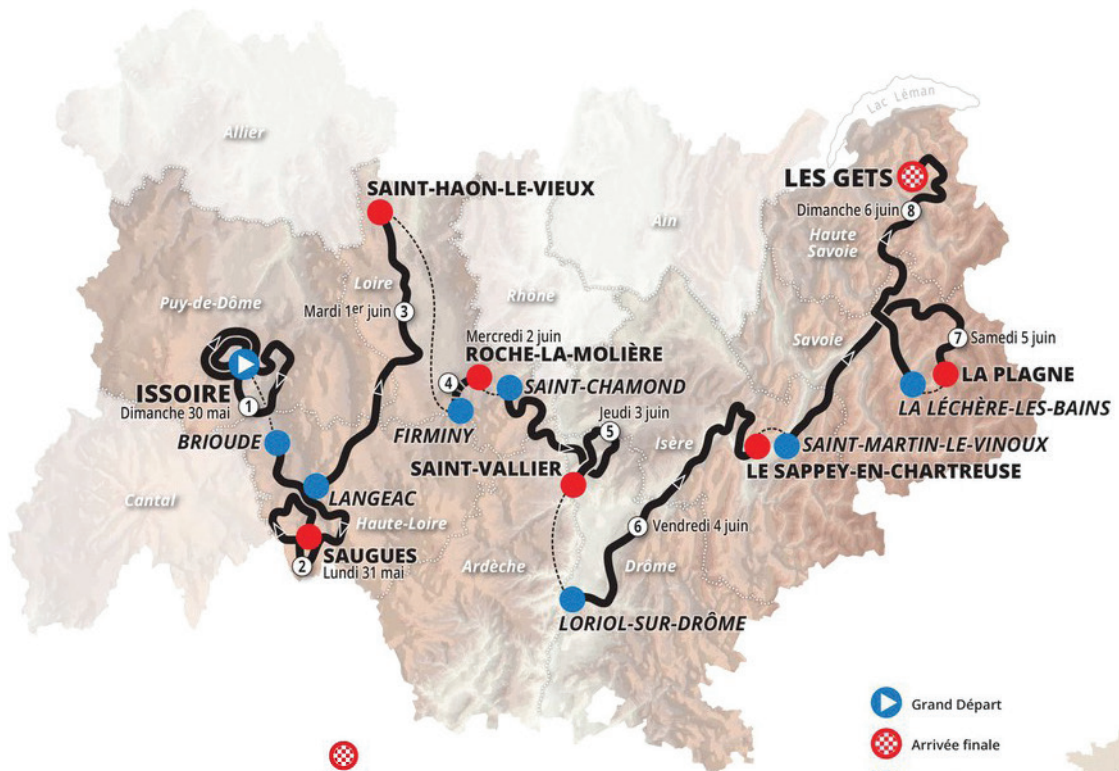 Lac Léman
Allier
SAINT-HAON-LE-VIEUX
LES GETS
Ain
Dimanche 6 juin
8
Haute
Savoie
Loire
Puy-de-Dôme
Rhône
Mardi 1er juin
3
Mercredi 2 juin
Savoie
7
Samedi 5 juin
ROCHE-LA-MOLIÈRE
LA PLAGNE
4
SAINT-CHAMOND
ISSOIRE
Dimanche 30 mai
1
LA LÉCHÈRE-LES-BAINS
FIRMINY
Jeudi 3 juin
5
Isère
BRIOUDE
SAINT-MARTIN-LE-VINOUX
SAINT-VALLIER
LE SAPPEY-EN-CHARTREUSE
LANGEAC
Cantal
Haute-Loire
6
Vendredi 4 juin
SAUGUES
2
Lundi 31 mai
Ardèche
Drôme
LORIOL-SUR-DRÔME
Grand Départ
Arrivée finale